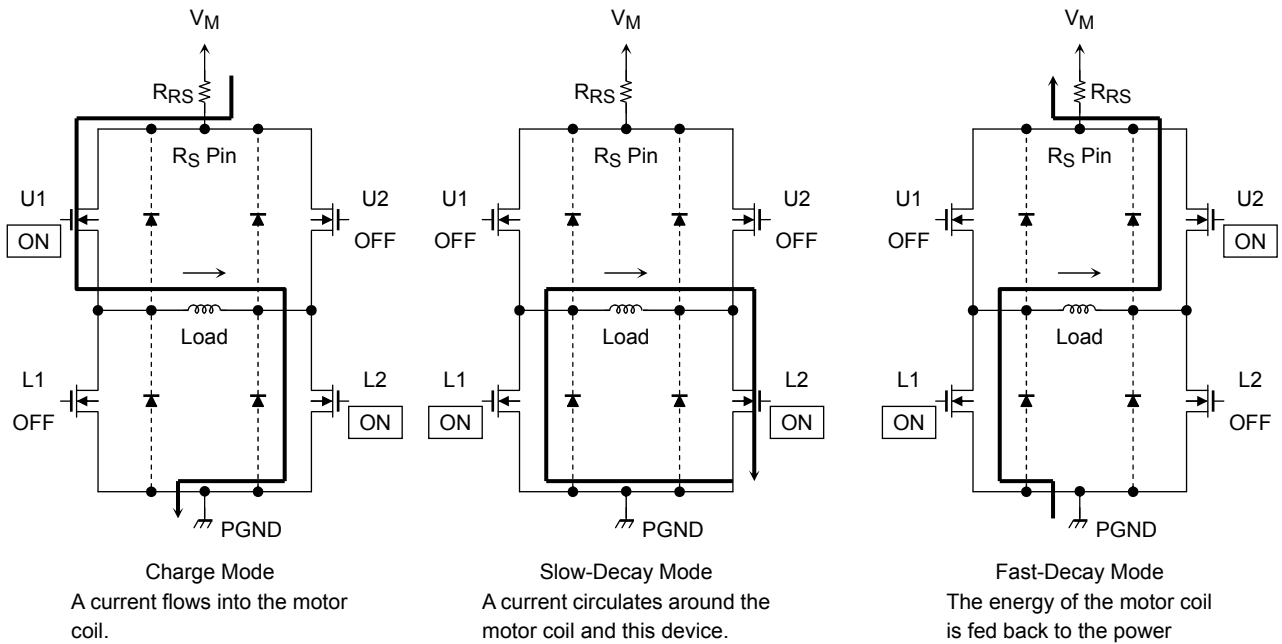 VM
RRS
RS Pin
U1
ON
U2
OFF
Load
L1
OFF
L2
ON
PGND
Charge Mode
A current flows into the motor
coil.
VM
RRS
RS Pin
U1
OFF
U2
OFF
Load
L1
ON
L2
ON
PGND
Slow-Decay Mode
A current circulates around the
motor coil and this device.
VM
RRS
RS Pin
U1
OFF
U2
ON
Load
L1
ON
L2
OFF
PGND
Fast-Decay Mode
The energy of the motor coil
is fed back to the power